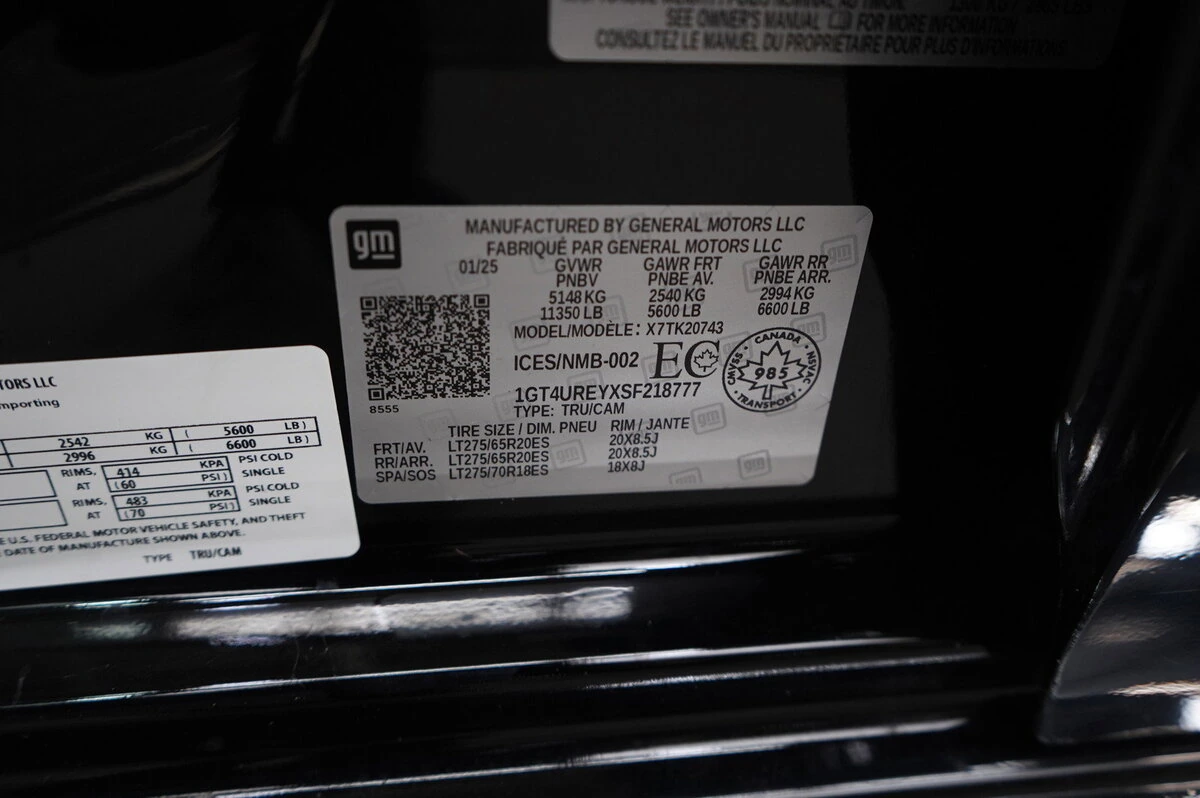 SEE OWNER'S MANUAL FOR MORE INFORMATION
CONSULTEZ LE MANUEL DU PROPRIETAIRE POUR PLUS D'INFORMATIONS
gm
MANUFACTURED BY GENERAL MOTORS LLC
FABRIQUÉ PAR GENERAL MOTORS LLC
01/25 GVWR GAWR FRT GAWR RR
PNBV PNBE AV. PNBE ARR.
5148 KG 2540 KG 2994 KG
11350 LB 5600 LB 6600 LB
MODEL/MODÈLE: X7TK20743
ICES/NMB-002 EC
CANADA
CMVSS 985 NSVAC
TRANSPORT
1GT4UREYXSF218777
8555
TYPE: TRU/CAM
TIRE SIZE / DIM. PNEU RIM / JANTE
FRT/AV. LT275/65R20ES 20X8.5J
RR/ARR. LT275/65R20ES 20X8.5J
SPA/SOS LT275/70R18ES 18X8J
TORS LLC
mporting
2542 KG ( 5600 LB)
2996 KG ( 6600 LB)
RIMS, 414 KPA PSI COLD
AT (60 PSI) SINGLE
RIMS, 483 KPA PSI COLD
AT (70 PSI) SINGLE
E U.S. FEDERAL MOTOR VEHICLE SAFETY, AND THEFT
DATE OF MANUFACTURE SHOWN ABOVE.
TYPE TRU/CAM